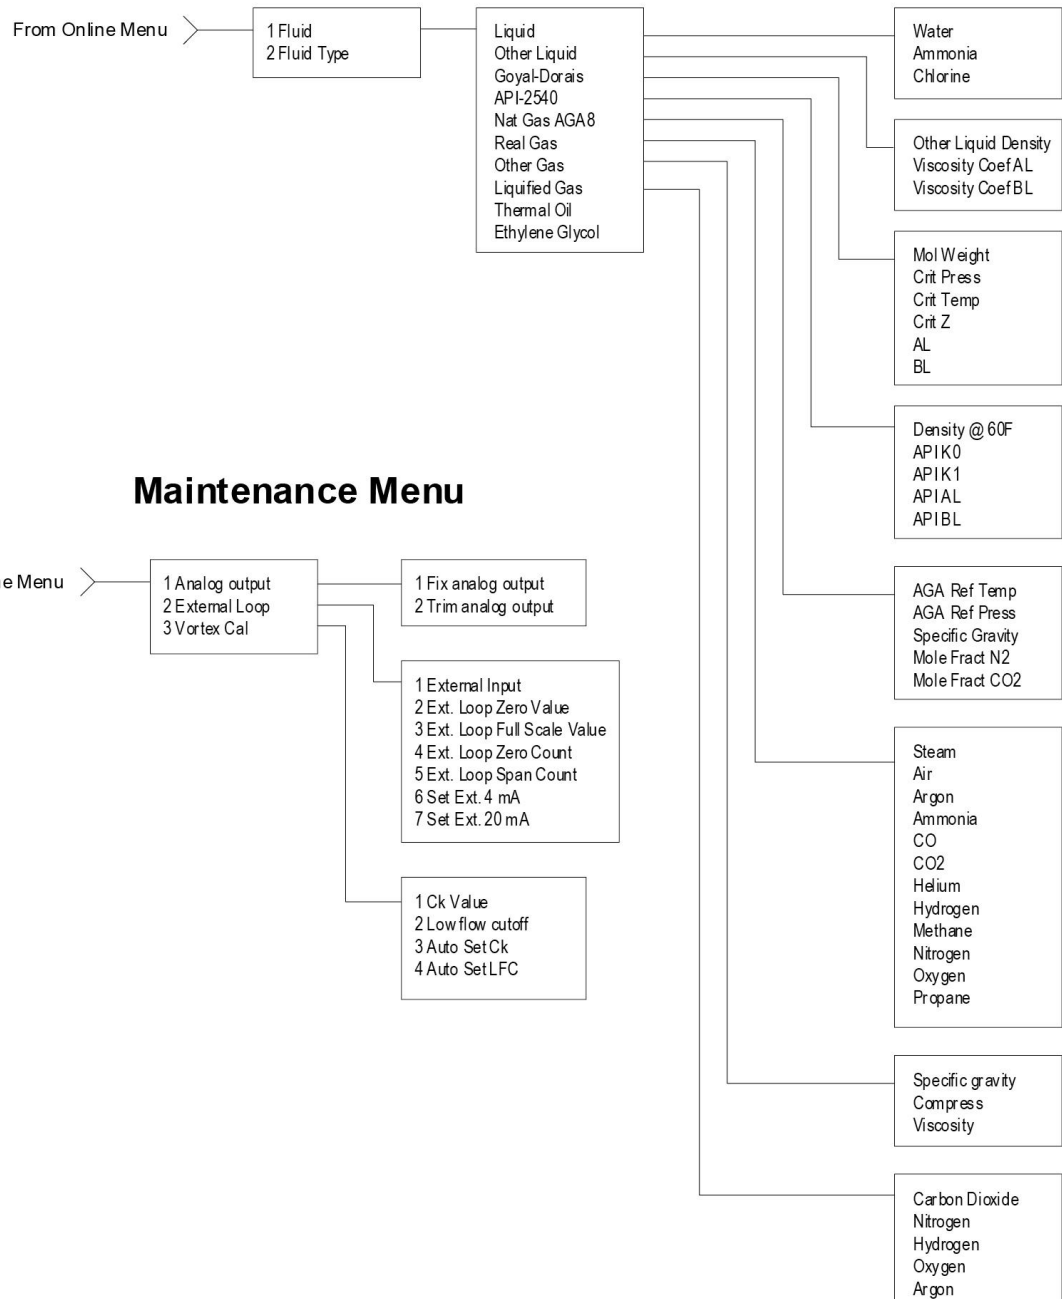 From Online Menu
1 Fluid
2 Fluid Type
Liquid
Other Liquid
Goyal-Dorais
API-2540
Nat Gas AGA8
Real Gas
Other Gas
Liquified Gas
Thermal Oil
Ethylene Glycol
Water
Ammonia
Chlorine
Other Liquid Density
Viscosity Coef AL
Viscosity Coef BL
Mol Weight
Crit Press
Crit Temp
Crit Z
AL
BL
Density @ 60F
API K0
API K1
API AL
API BL
AGA Ref Temp
AGA Ref Press
Specific Gravity
Mole Fract N2
Mole Fract CO2
Steam
Air
Argon
Ammonia
CO
CO2
Helium
Hydrogen
Methane
Nitrogen
Oxygen
Propane
Specific gravity
Compress
Viscosity
Carbon Dioxide
Nitrogen
Hydrogen
Oxygen
Argon
Maintenance Menu
e Menu
1 Analog output
2 External Loop
3 Vortex Cal
1 Fix analog output
2 Trim analog output
1 External Input
2 Ext. Loop Zero Value
3 Ext. Loop Full Scale Value
4 Ext. Loop Zero Count
5 Ext. Loop Span Count
6 Set Ext. 4 mA
7 Set Ext. 20 mA
1 Ck Value
2 Low flow cutoff
3 Auto Set Ck
4 Auto Set LFC